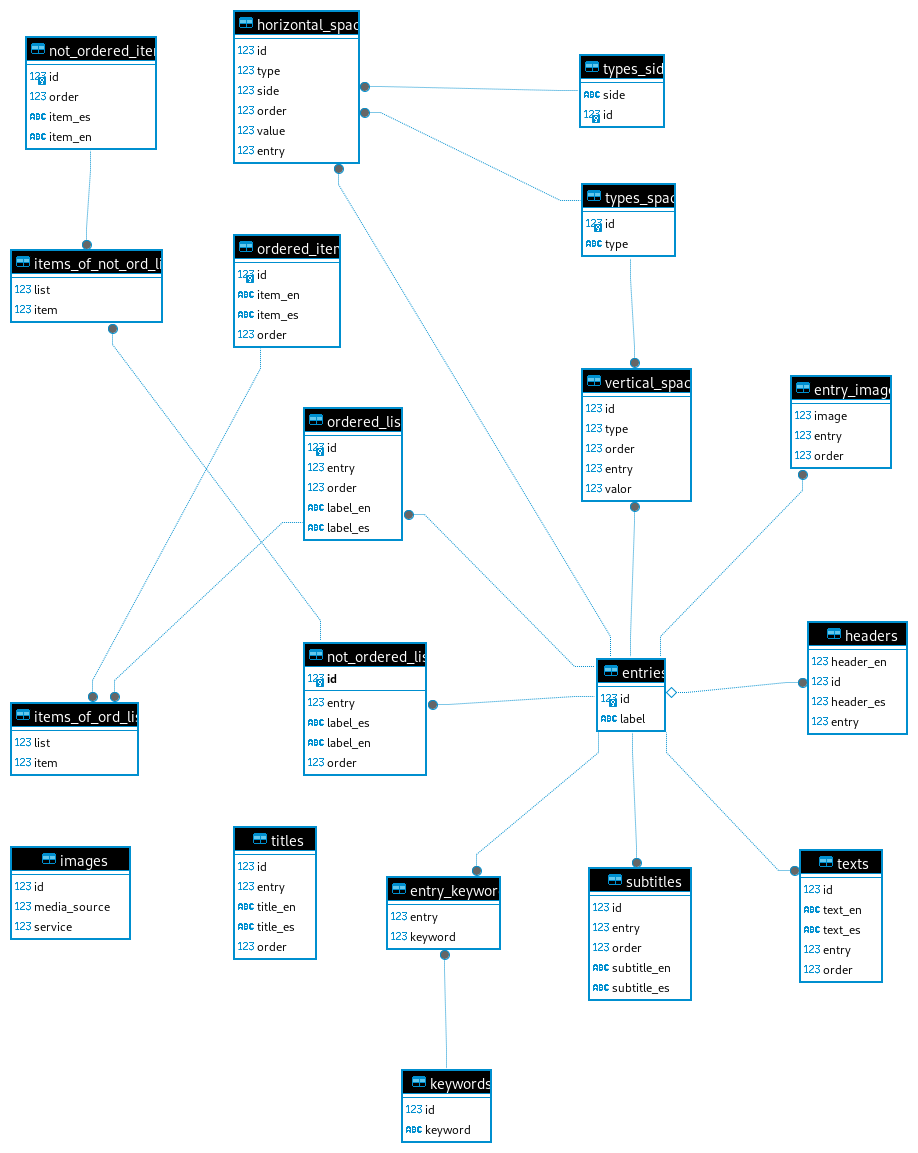 not_ordered_iter
123 id
123 order
ABC item_es
ABC item_en
horizontal_spac
123 id
123 type
123 side
123 order
123 value
123 entry
types_sid
ABC side
123 id
types_spac
123 id
ABC type
items_of_not_ord_li
123 list
123 item
ordered_iten
123 id
ABC item_en
ABC item_es
123 order
vertical_spac
123 id
123 type
123 order
123 entry
123 valor
entry_image
123 image
123 entry
123 order
ordered_lis
123 id
123 entry
123 order
ABC label_en
ABC label_es
not_ordered_lis
123 id
123 entry
ABC label_es
ABC label_en
123 order
entries
123 id
ABC label
headers
123 header_en
123 id
123 header_es
123 entry
items_of_ord_lis
123 list
123 item
images
123 id
123 media_source
123 service
titles
123 id
123 entry
ABC title_en
ABC title_es
123 order
entry_keywor
123 entry
123 keyword
subtitles
123 id
123 entry
123 order
ABC subtitle_en
ABC subtitle_es
texts
123 id
ABC text_en
ABC text_es
123 entry
123 order
keywords
123 id
ABC keyword